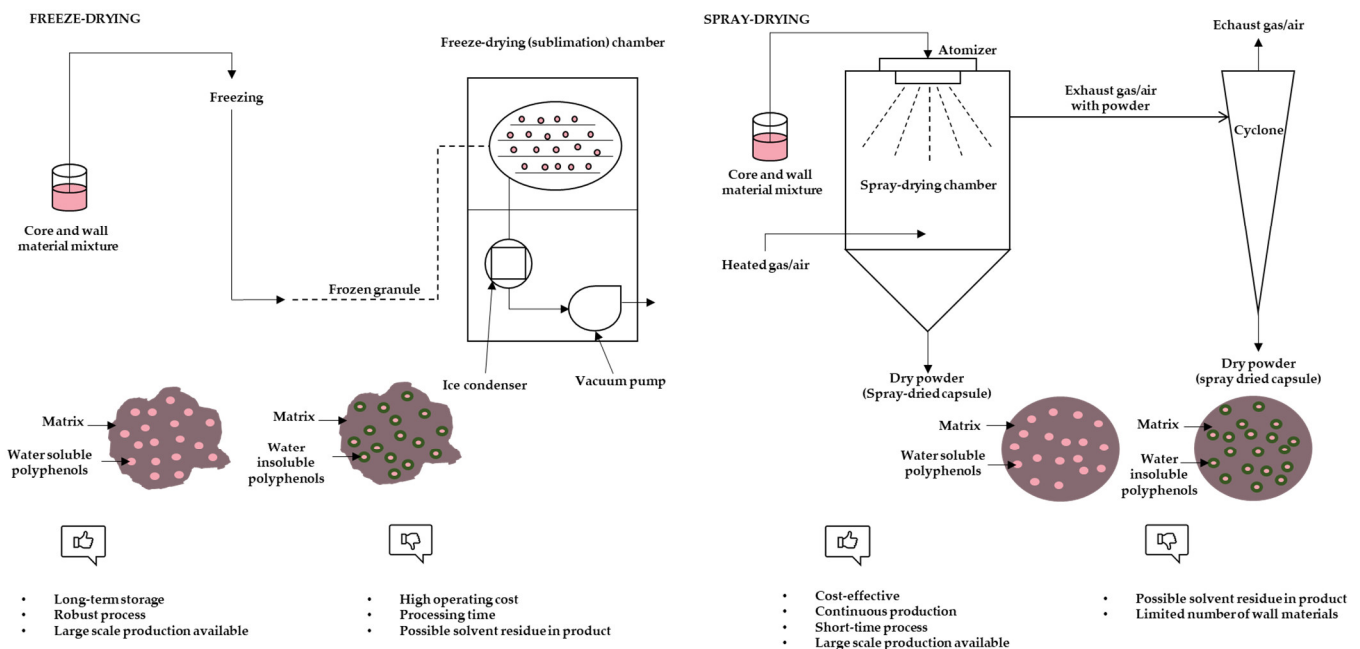 FREEZE-DRYING
Freeze-drying (sublimation) chamber
Freezing
Core and wall
material mixture
Frozen granule
Ice condenser
Vacuum pump
Matrix
Water soluble
polyphenols
Matrix
Water
insoluble
polyphenols
• Long-term storage
• Robust process
• Large scale production available
• High operating cost
• Processing time
• Possible solvent residue in product
SPRAY-DRYING
Atomizer
Echaust gas/air
Exhaust gas/air
with powder
Cyclone
Core and wall
material mixture
Spray-drying chamber
Heated gas/air
Dry powder
(Spray-dried capsule)
Dry powder
(spray dried capsule)
Matrix
Water soluble
polyphenols
Matrix
Water
insoluble
polyphenols
• Cost-effective
• Continuous production
• Short-time process
• Large scale production available
• Possible solvent residue in product
• Limited number of wall materials